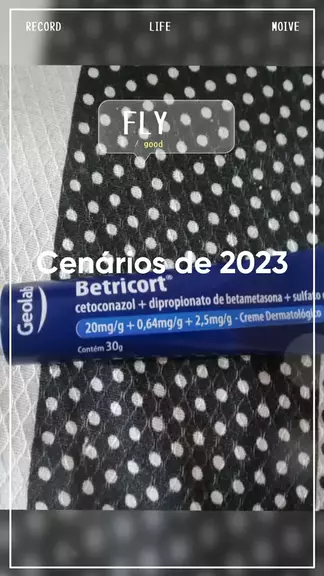 RECORD LIFE MOIVE
FLY
/ good
Cenários de 2023
Geolab
Betricort®
cetoconazol + dipropionato de betametasona + sulfato
20mg/g + 0,64mg/g + 2,5mg/g - Creme Dermatológico
Contém 30g